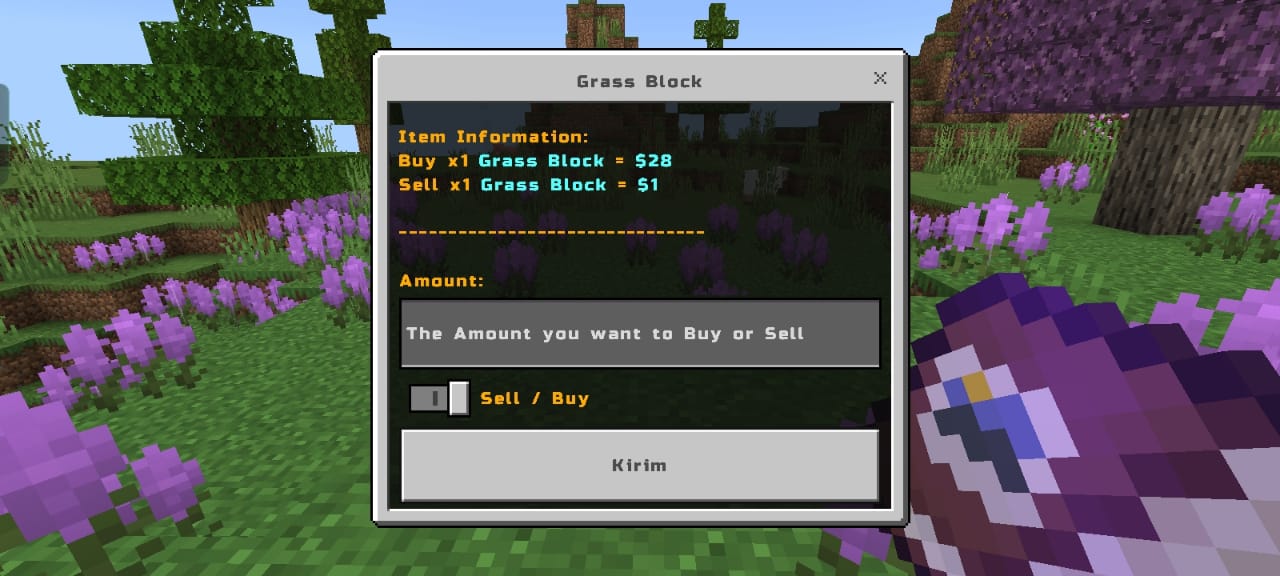 Grass Block
Item Information:
Buy x1 Grass Block = $28
Sell x1 Grass Block = $1
------------------------------
Amount:
The Amount you want to Buy or Sell
Sell / Buy
Kirim